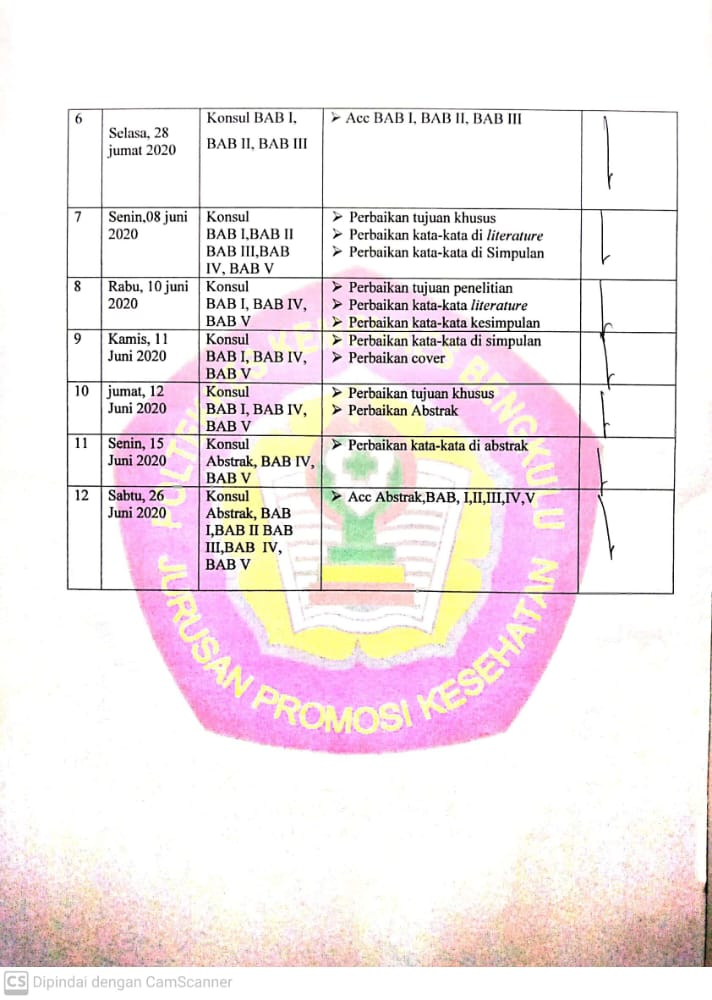 6
Selasa, 28
jumat 2020
Konsul BAB I,
BAB II, BAB III
➢ Acc BAB I, BAB II, BAB III
7
Senin,08 juni
2020
Konsul
BAB I,BAB II
BAB III,BAB
IV, BAB V
➢ Perbaikan tujuan khusus
➢ Perbaikan kata-kata di literature
➢ Perbaikan kata-kata di Simpulan
8
Rabu, 10 juni
2020
Konsul
BAB I, BAB IV,
BAB V
➢ Perbaikan tujuan penelitian
➢ Perbaikan kata-kata literature
➢ Perbaikan kata-kata kesimpulan
9
Kamis, 11
Juni 2020
Konsul
BAB I, BAB IV,
BAB V
➢ Perbaikan kata-kata di simpulan
➢ Perbaikan cover
10
jumat, 12
Juni 2020
Konsul
BAB I, BAB IV,
BAB V
➢ Perbaikan tujuan khusus
➢ Perbaikan Abstrak
11
Senin, 15
Juni 2020
Konsul
Abstrak, BAB IV,
BAB V
➢ Perbaikan kata-kata di abstrak
12
Sabtu, 26
Juni 2020
Konsul
Abstrak, BAB
I,BAB II BAB
III,BAB IV,
BAB V
➢ Acc Abstrak,BAB, I,II,III,IV,V
BENGKULU
JURUSAN PROMOSI KESEHATAN
CS Dipindai dengan CamScanner